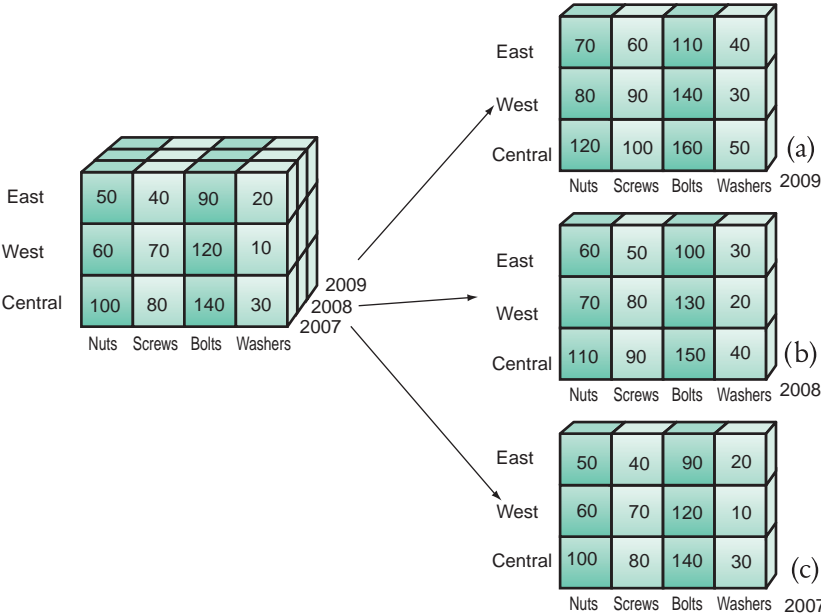 East 50 40 90 20
West 60 70 120 10
Central 100 80 140 30
2009
2008
2007
Nuts Screws Bolts Washers
East 70 60 110 40
West 80 90 140 30
Central 120 100 160 50 (a)
Nuts Screws Bolts Washers 2009
East 60 50 100 30
West 70 80 130 20
Central 110 90 150 40 (b)
Nuts Screws Bolts Washers 2008
East 50 40 90 20
West 60 70 120 10
Central 100 80 140 30 (c)
Nuts Screws Bolts Washers 2007